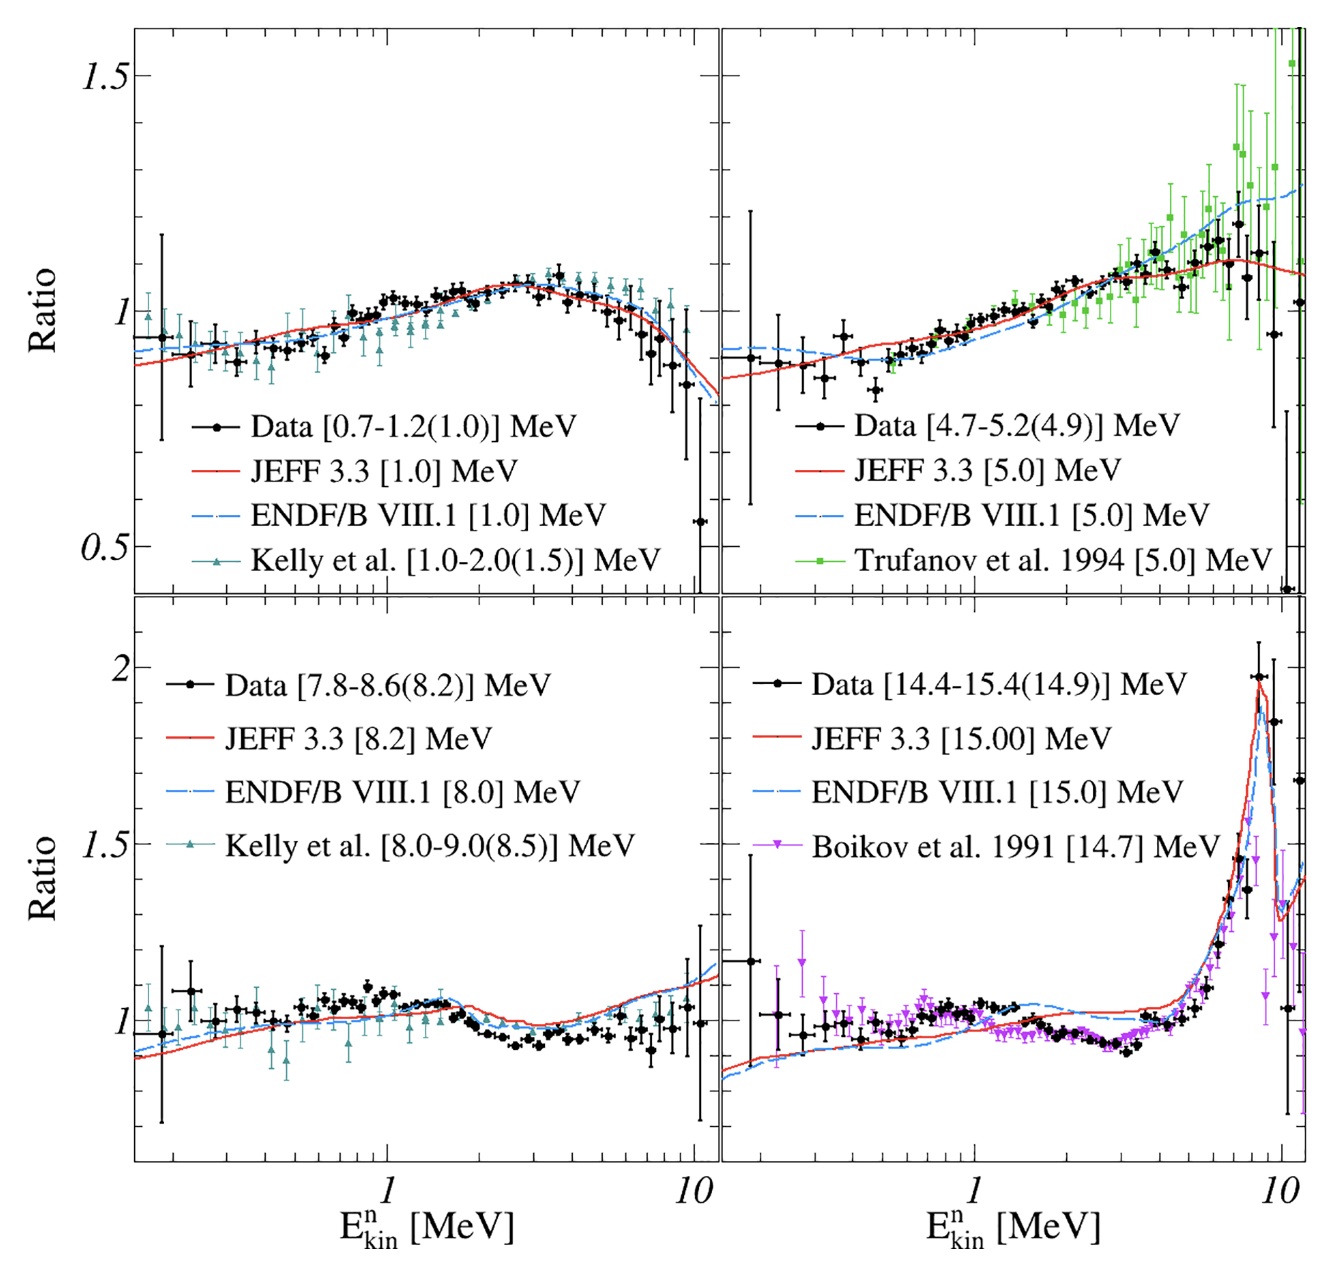 1.5
1
0.5
Ratio
Data [0.7-1.2(1.0)] MeV
JEFF 3.3 [1.0] MeV
ENDF/B VIII.1 [1.0] MeV
Kelly et al. [1.0-2.0(1.5)] MeV
Data [4.7-5.2(4.9)] MeV
JEFF 3.3 [5.0] MeV
ENDF/B VIII.1 [5.0] MeV
Trufanov et al. 1994 [5.0] MeV
2
1.5
1
Ratio
Data [7.8-8.6(8.2)] MeV
JEFF 3.3 [8.2] MeV
ENDF/B VIII.1 [8.0] MeV
Kelly et al. [8.0-9.0(8.5)] MeV
Data [14.4-15.4(14.9)] MeV
JEFF 3.3 [15.00] MeV
ENDF/B VIII.1 [15.0] MeV
Boikov et al. 1991 [14.7] MeV
1 10 1 10
E^n_kin [MeV] E^n_kin [MeV]